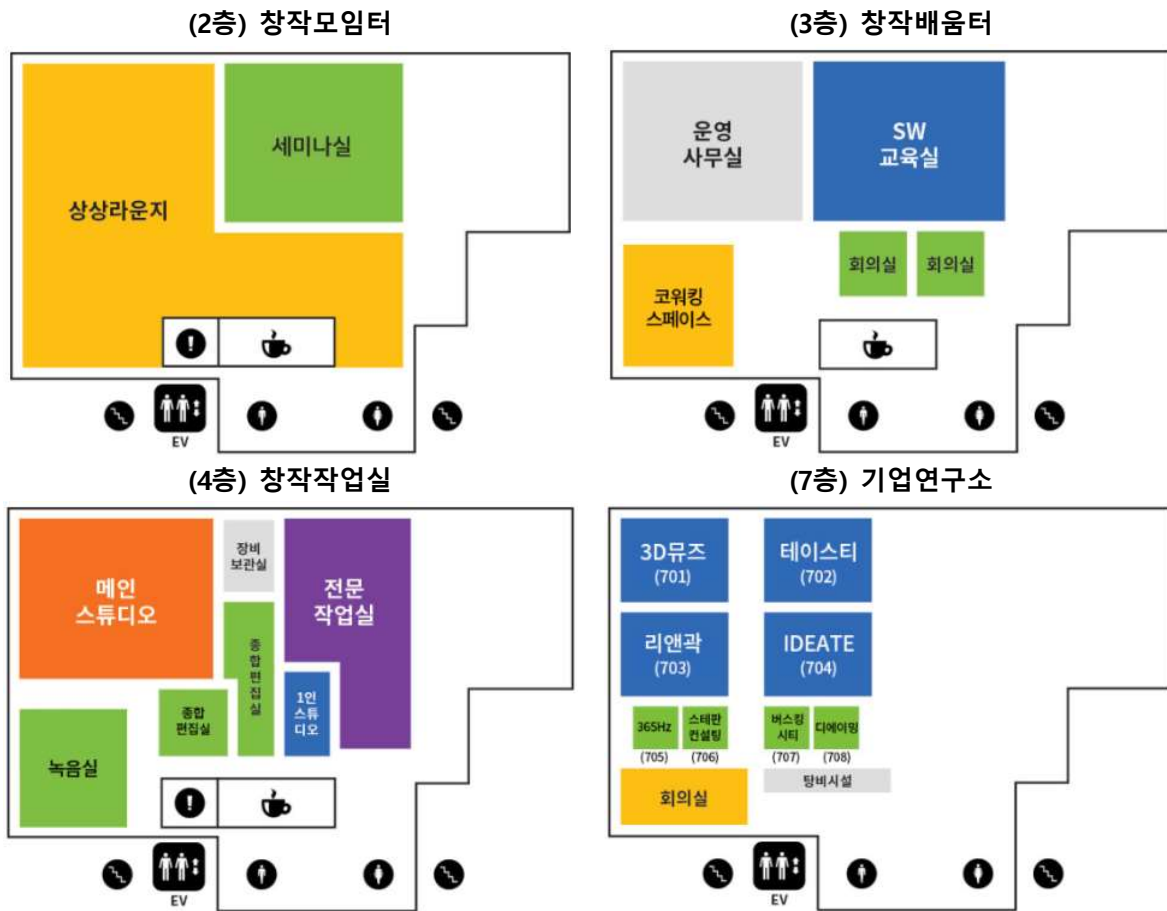 (2층) 창작모임터
세미나실
상상라운지
!
EV
(3층) 창작배움터
운영
사무실
SW
교육실
회의실
회의실
코워킹
스페이스
EV
(4층) 창작작업실
메인
스튜디오
장비
보관실
전문
작업실
종합편집실
종합
편집실
1인
스튜
디오
녹음실
!
EV
(7층) 기업연구소
3D뮤즈
(701)
테이스티
(702)
리앤곽
(703)
IDEATE
(704)
365Hz
(705)
스테판
컨설팅
(706)
버스킹
시티
(707)
디에이밍
(708)
회의실
탕비시설
EV